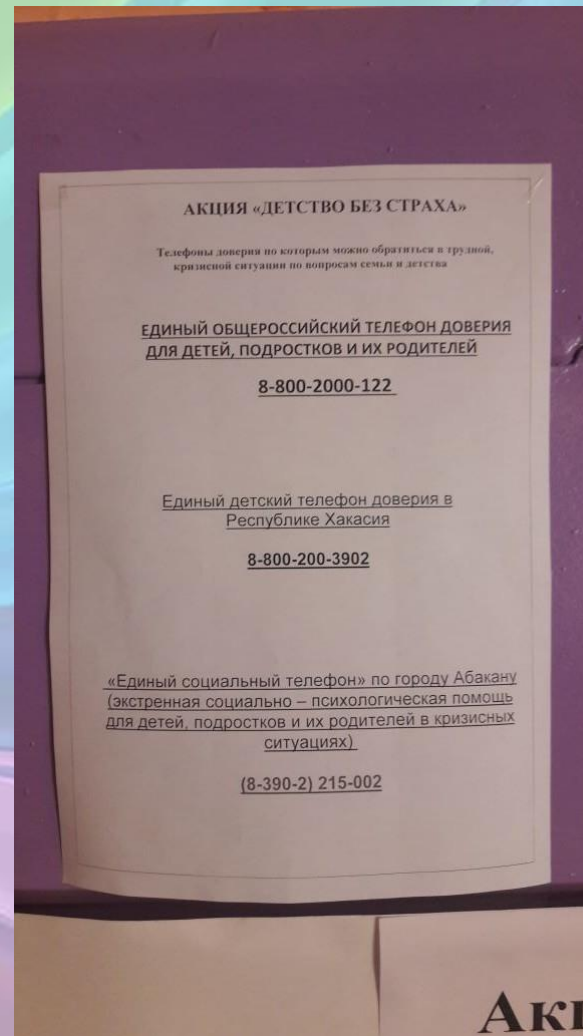 АКЦИЯ «ДЕТСТВО БЕЗ СТРАХА»
Телефоны доверия по которым можно обратиться в трудной,
кризисной ситуации по вопросам семьи и детства
ЕДИНЫЙ ОБЩЕРОССИЙСКИЙ ТЕЛЕФОН ДОВЕРИЯ
ДЛЯ ДЕТЕЙ, ПОДРОСТКОВ И ИХ РОДИТЕЛЕЙ
8-800-2000-122
Единый детский телефон доверия в
Республике Хакасия
8-800-200-3902
«Единый социальный телефон» по городу Абакану
(экстренная социально – психологическая помощь
для детей, подростков и их родителей в кризисных
ситуациях)
(8-390-2) 215-002